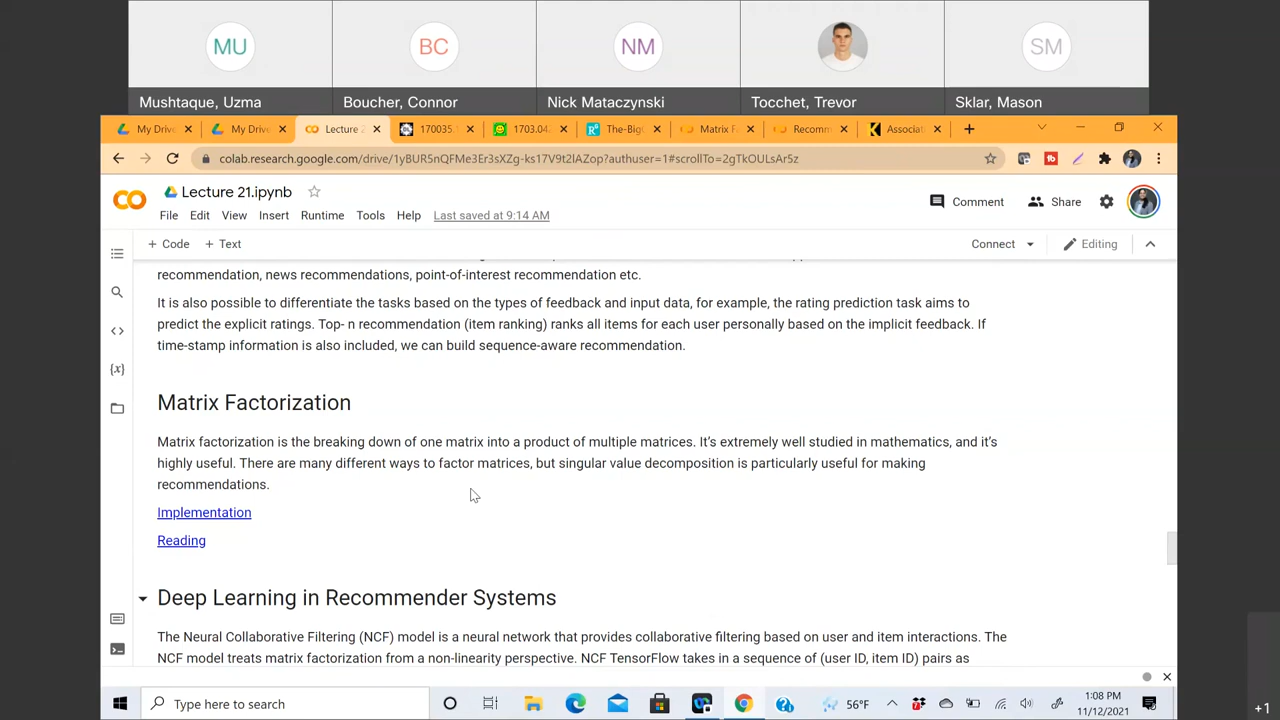 MU
BC
NM
SM
Mushtaque, Uzma
Boucher, Connor
Nick Mataczynski
Tocchet, Trevor
Sklar, Mason
My Drive
My Drive
Lecture 2
170035.
1703.04
The-Big
Matrix F
Recomm
Associat
colab.research.google.com/drive/1yBUR5nQFMe3Er3sXZg-ks17V9t2lAZop?authuser=1#scrollTo=2gTkOULsAr5z
Lecture 21.ipynb
Comment
Share
File Edit View Insert Runtime Tools Help Last saved at 9:14 AM
+ Code + Text
Connect
Editing
recommendation, news recommendations, point-of-interest recommendation etc.
It is also possible to differentiate the tasks based on the types of feedback and input data, for example, the rating prediction task aims to
predict the explicit ratings. Top- n recommendation (item ranking) ranks all items for each user personally based on the implicit feedback. If
time-stamp information is also included, we can build sequence-aware recommendation.
Matrix Factorization
Matrix factorization is the breaking down of one matrix into a product of multiple matrices. It's extremely well studied in mathematics, and it's
highly useful. There are many different ways to factor matrices, but singular value decomposition is particularly useful for making
recommendations.
Implementation
Reading
Deep Learning in Recommender Systems
The Neural Collaborative Filtering (NCF) model is a neural network that provides collaborative filtering based on user and item interactions. The
NCF model treats matrix factorization from a non-linearity perspective. NCF TensorFlow takes in a sequence of (user ID, item ID) pairs as
Type here to search
56°F
1:08 PM
11/12/2021
+1